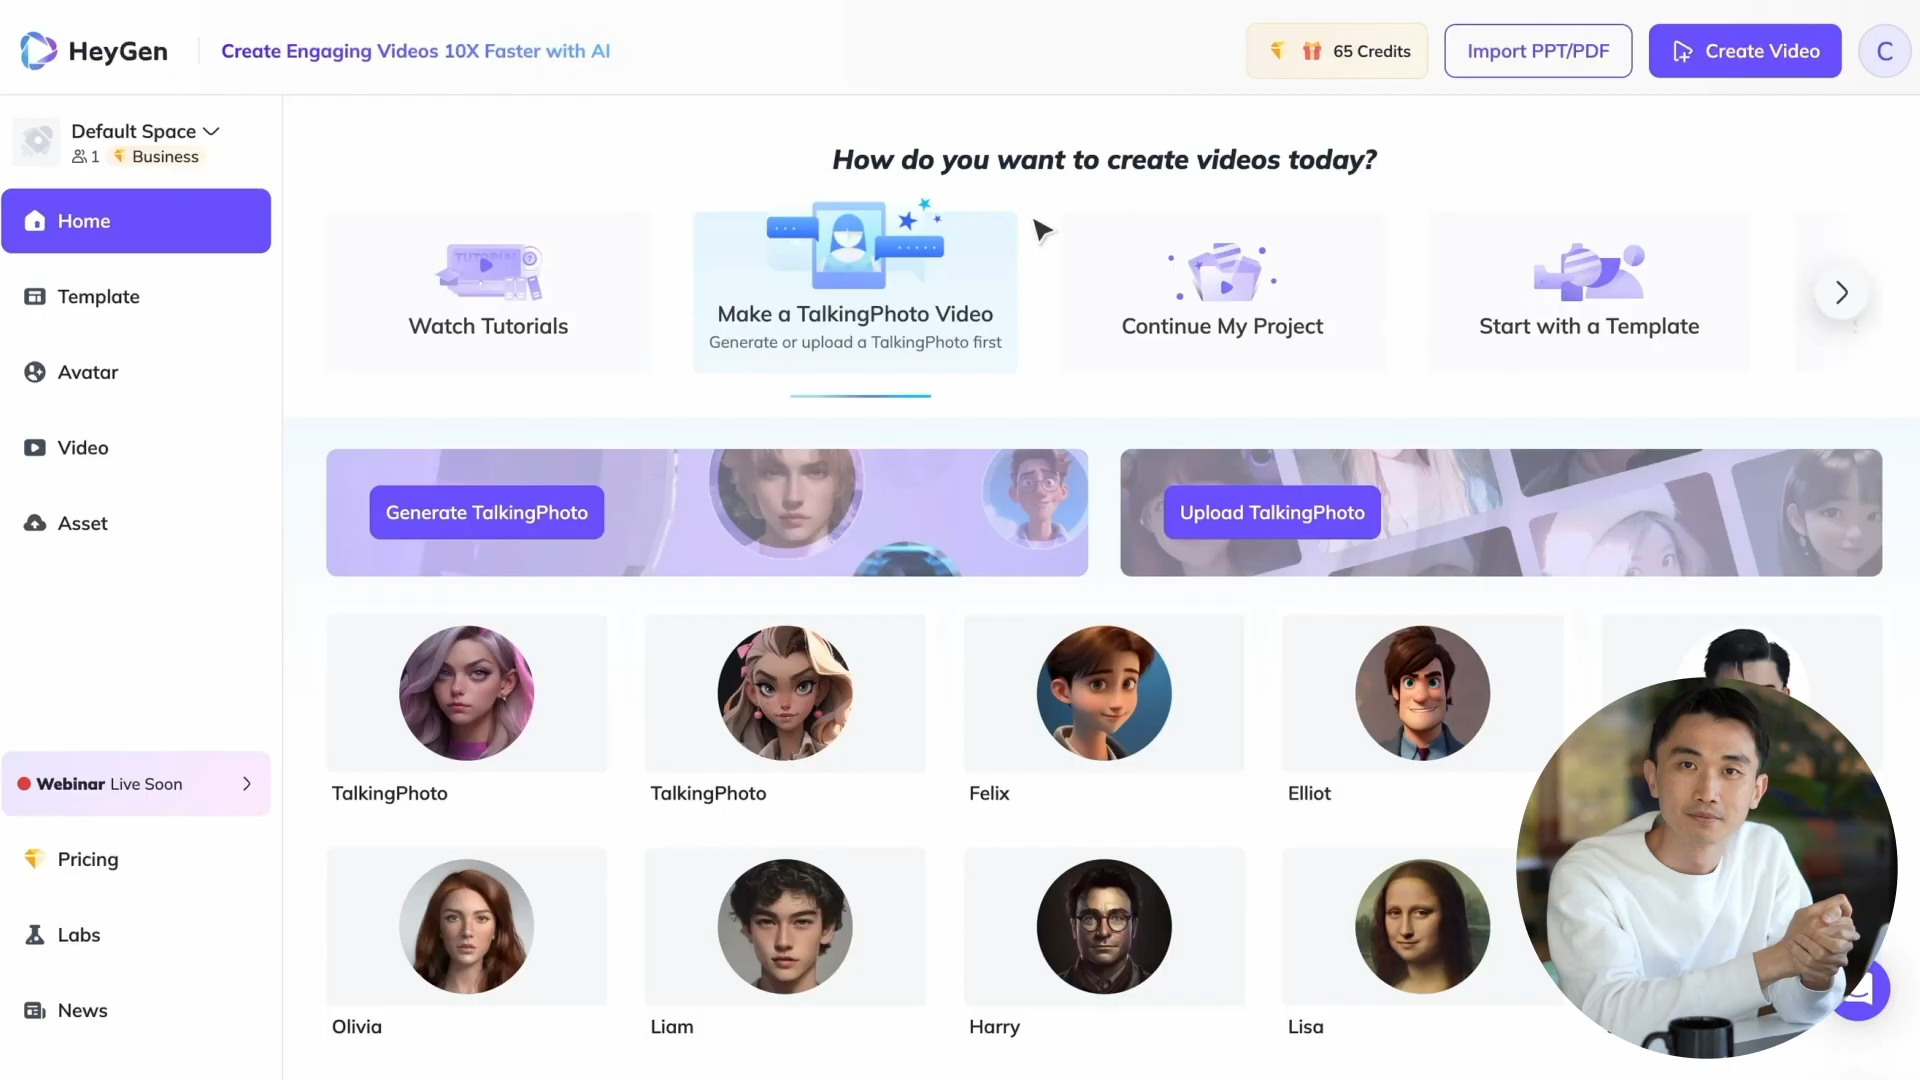 HeyGen
Create Engaging Videos 10X Faster with AI
65 Credits
Import PPT/PDF
Create Video
C
Default Space
1
Business
Home
Template
Avatar
Video
Asset
Webinar Live Soon
Pricing
Labs
News
How do you want to create videos today?
TUTORIAL
Watch Tutorials
Make a TalkingPhoto Video
Generate or upload a TalkingPhoto first
Continue My Project
Start with a Template
Generate TalkingPhoto
Upload TalkingPhoto
TalkingPhoto
TalkingPhoto
Felix
Elliot
Olivia
Liam
Harry
Lisa